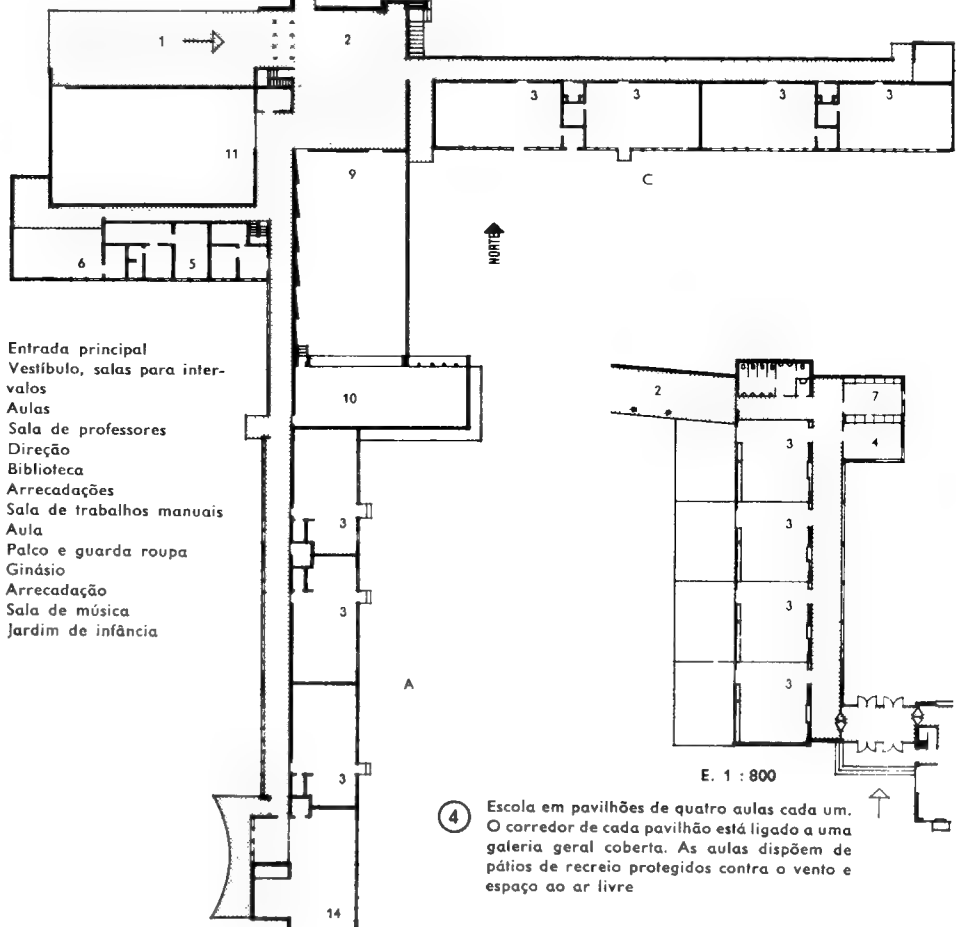 1
2
3
3
3
3
11
9
C
NORTE
6
5
Entrada principal
Vestíbulo, salas para inter-
valos
Aulas
Sala de professores
Direção
Biblioteca
Arrecadações
Sala de trabalhos manuais
Aula
Palco e guarda roupa
Ginásio
Arrecadação
Sala de música
Jardim de infância
10
3
3
A
3
14
2
7
4
3
3
3
3
E. 1 : 800
4 Escola em pavilhões de quatro aulas cada um.
O corredor de cada pavilhão está ligado a uma
galeria geral coberta. As aulas dispõem de
pátios de recreio protegidos contra o vento e
espaço ao ar livre